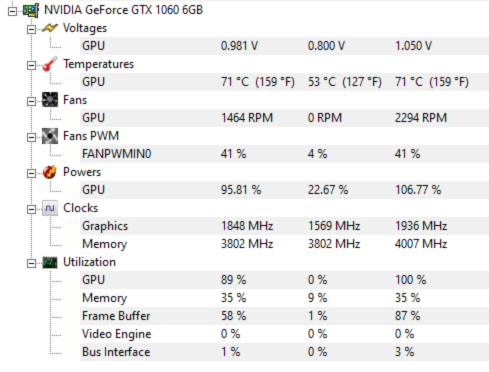 NVIDIA GeForce GTX 1060 6GB
Voltages
GPU 0.981 V 0.800 V 1.050 V
Temperatures
GPU 71 °C (159 °F) 53 °C (127 °F) 71 °C (159 °F)
Fans
GPU 1464 RPM 0 RPM 2294 RPM
Fans PWM
FANPWMIN0 41 % 4 % 41 %
Powers
GPU 95.81 % 22.67 % 106.77 %
Clocks
Graphics 1848 MHz 1569 MHz 1936 MHz
Memory 3802 MHz 3802 MHz 4007 MHz
Utilization
GPU 89 % 0 % 100 %
Memory 35 % 9 % 35 %
Frame Buffer 58 % 1 % 87 %
Video Engine 0 % 0 % 0 %
Bus Interface 1 % 0 % 3 %